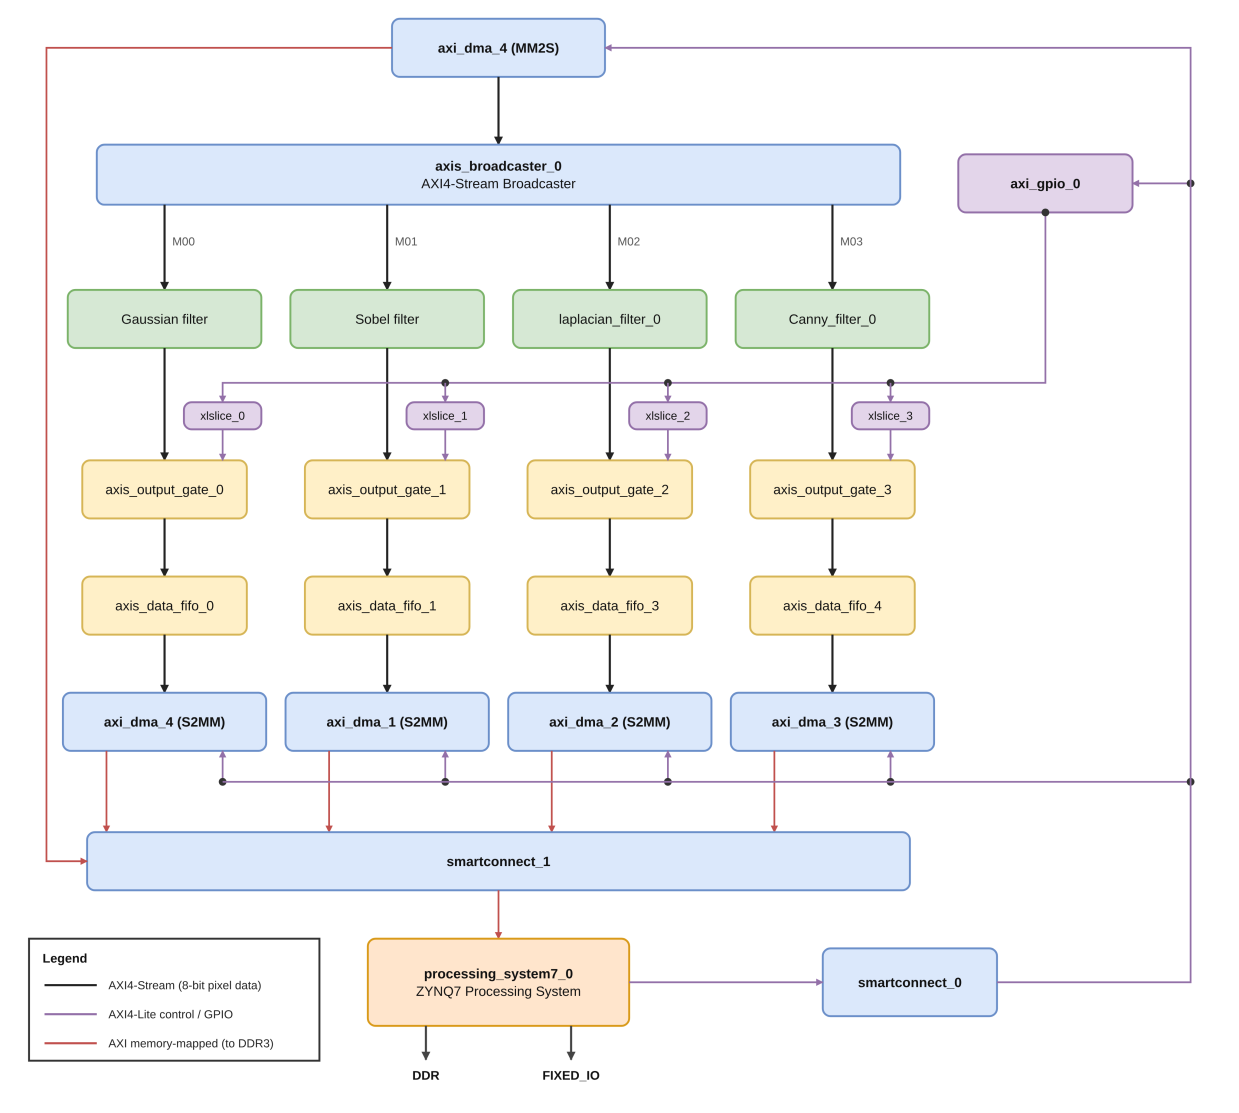 axi_dma_4 (MM2S)
axis_broadcaster_0
AXI4-Stream Broadcaster
axi_gpio_0
M00
M01
M02
M03
Gaussian filter
Sobel filter
laplacian_filter_0
Canny_filter_0
xlslice_0
xlslice_1
xlslice_2
xlslice_3
axis_output_gate_0
axis_output_gate_1
axis_output_gate_2
axis_output_gate_3
axis_data_fifo_0
axis_data_fifo_1
axis_data_fifo_3
axis_data_fifo_4
axi_dma_4 (S2MM)
axi_dma_1 (S2MM)
axi_dma_2 (S2MM)
axi_dma_3 (S2MM)
smartconnect_1
processing_system7_0
ZYNQ7 Processing System
smartconnect_0
DDR
FIXED_IO
Legend
AXI4-Stream (8-bit pixel data)
AXI4-Lite control / GPIO
AXI memory-mapped (to DDR3)